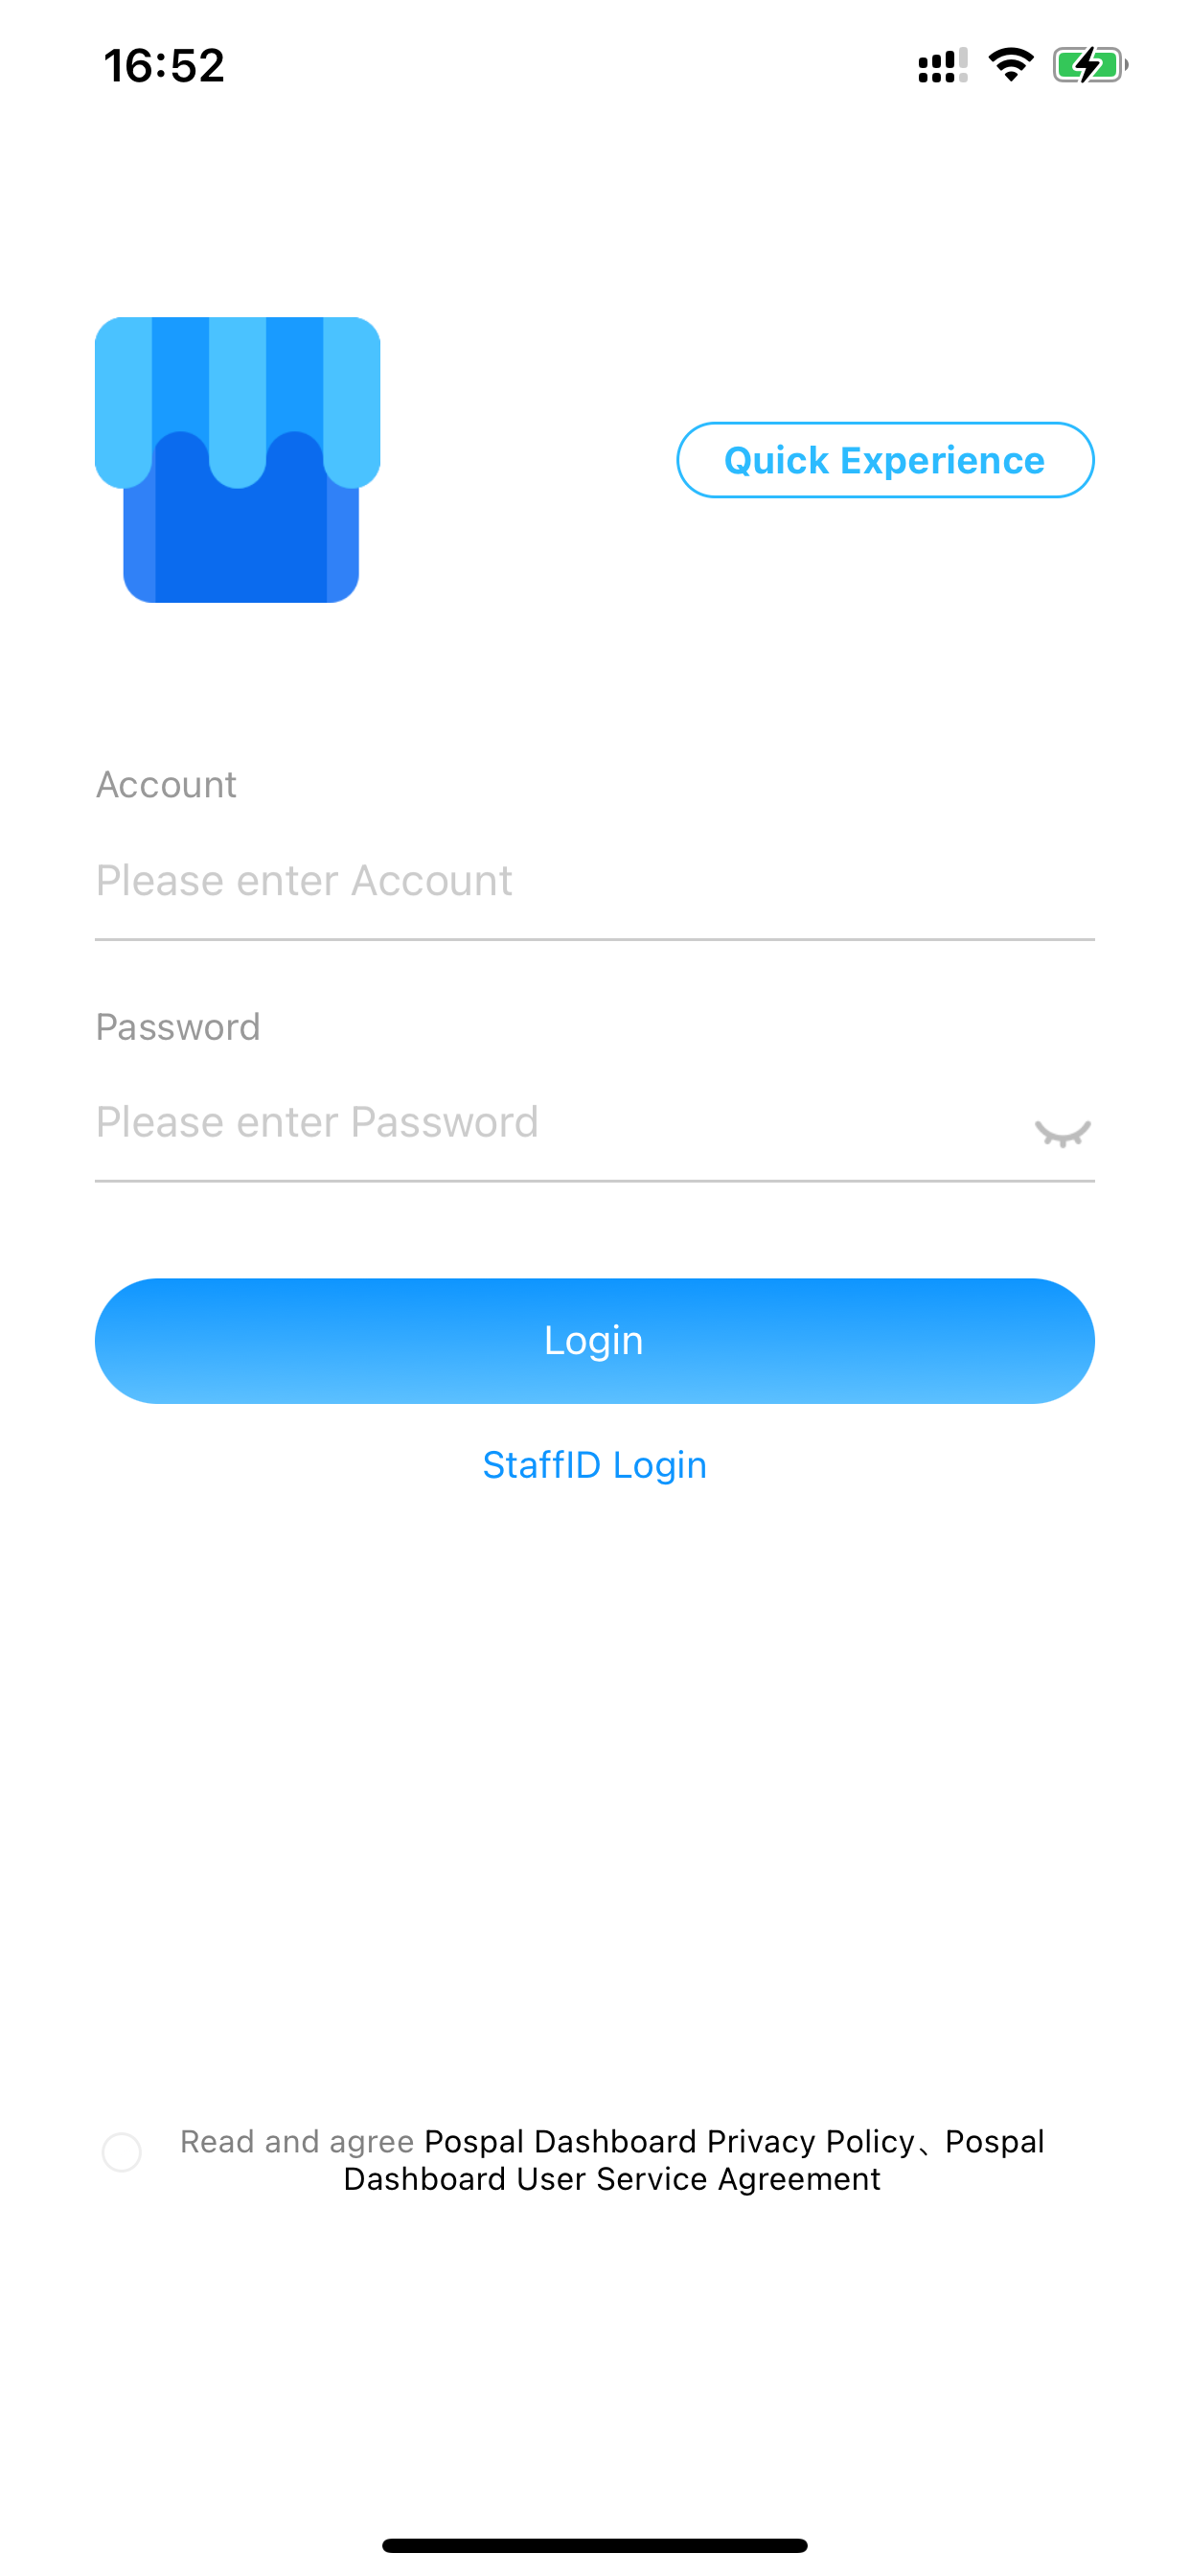 16:52
Quick Experience
Account
Please enter Account
Password
Please enter Password
Login
StaffID Login
Read and agree Pospal Dashboard Privacy Policy、Pospal
Dashboard User Service Agreement